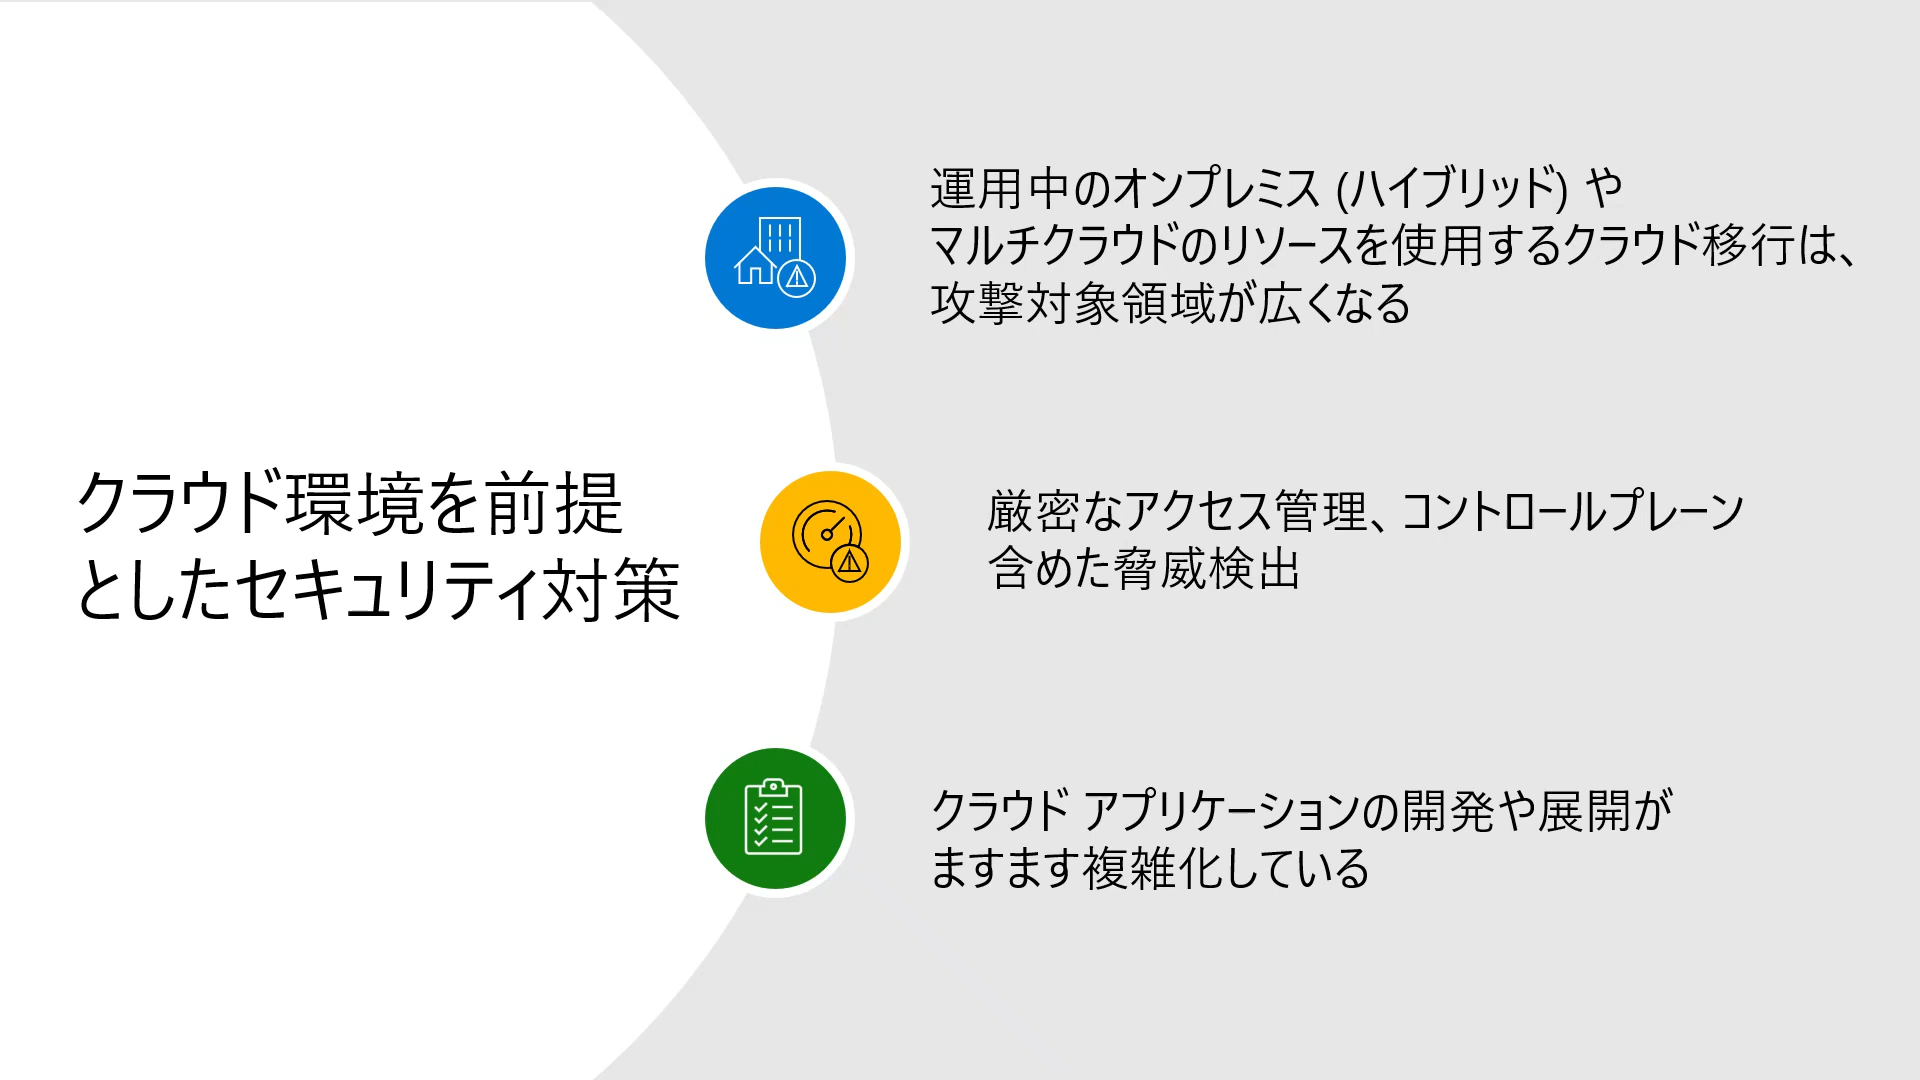 クラウド環境を前提
としたセキュリティ対策
運用中のオンプレミス (ハイブリッド) や
マルチクラウドのリソースを使用するクラウド移行は、
攻撃対象領域が広くなる
厳密なアクセス管理、コントロールプレーン
含めた脅威検出
クラウド アプリケーションの開発や展開が
ますます複雑化している